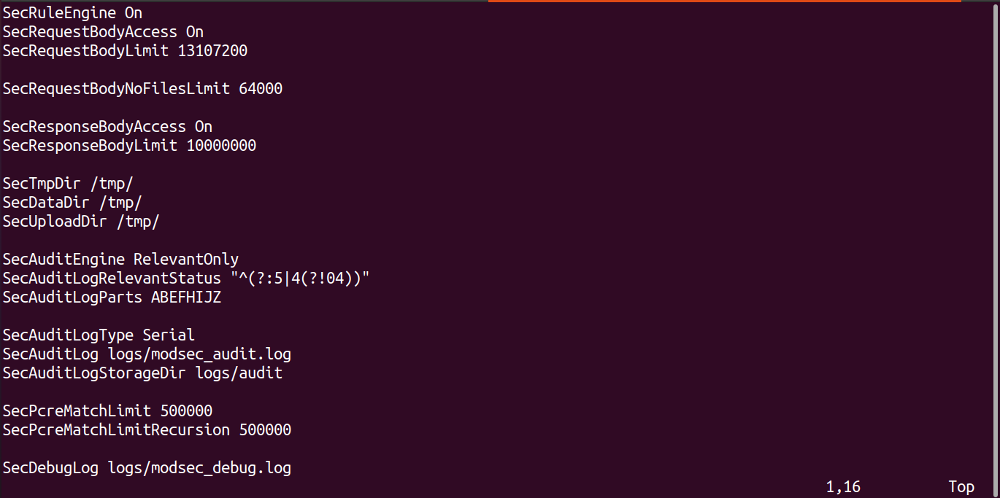 SecRuleEngine On
SecRequestBodyAccess On
SecRequestBodyLimit 13107200
SecRequestBodyNoFilesLimit 64000
SecResponseBodyAccess On
SecResponseBodyLimit 10000000
SecTmpDir /tmp/
SecDataDir /tmp/
SecUploadDir /tmp/
SecAuditEngine RelevantOnly
SecAuditLogRelevantStatus "^(?:5|4(?!04))"
SecAuditLogParts ABEFHIJZ
SecAuditLogType Serial
SecAuditLog logs/modsec_audit.log
SecAuditLogStorageDir logs/audit
SecPcreMatchLimit 500000
SecPcreMatchLimitRecursion 500000
SecDebugLog logs/modsec_debug.log
1,16 Top